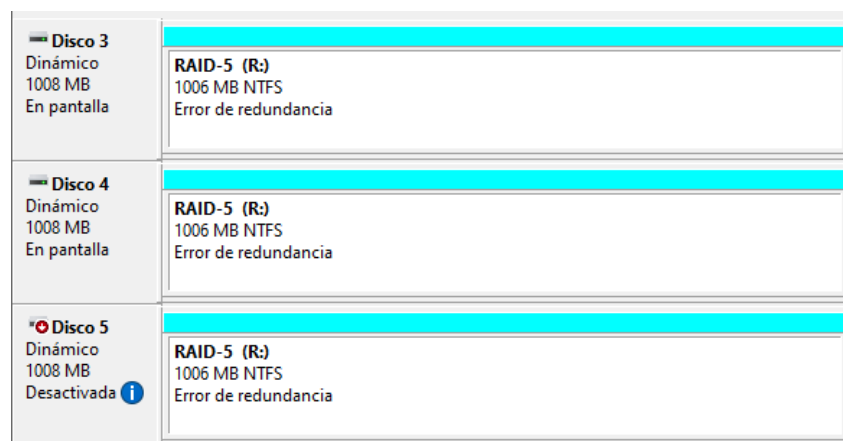 Disco 3
Dinámico
1008 MB
En pantalla
RAID-5 (R:)
1006 MB NTFS
Error de redundancia
Disco 4
Dinámico
1008 MB
En pantalla
RAID-5 (R:)
1006 MB NTFS
Error de redundancia
Disco 5
Dinámico
1008 MB
Desactivada
RAID-5 (R:)
1006 MB NTFS
Error de redundancia